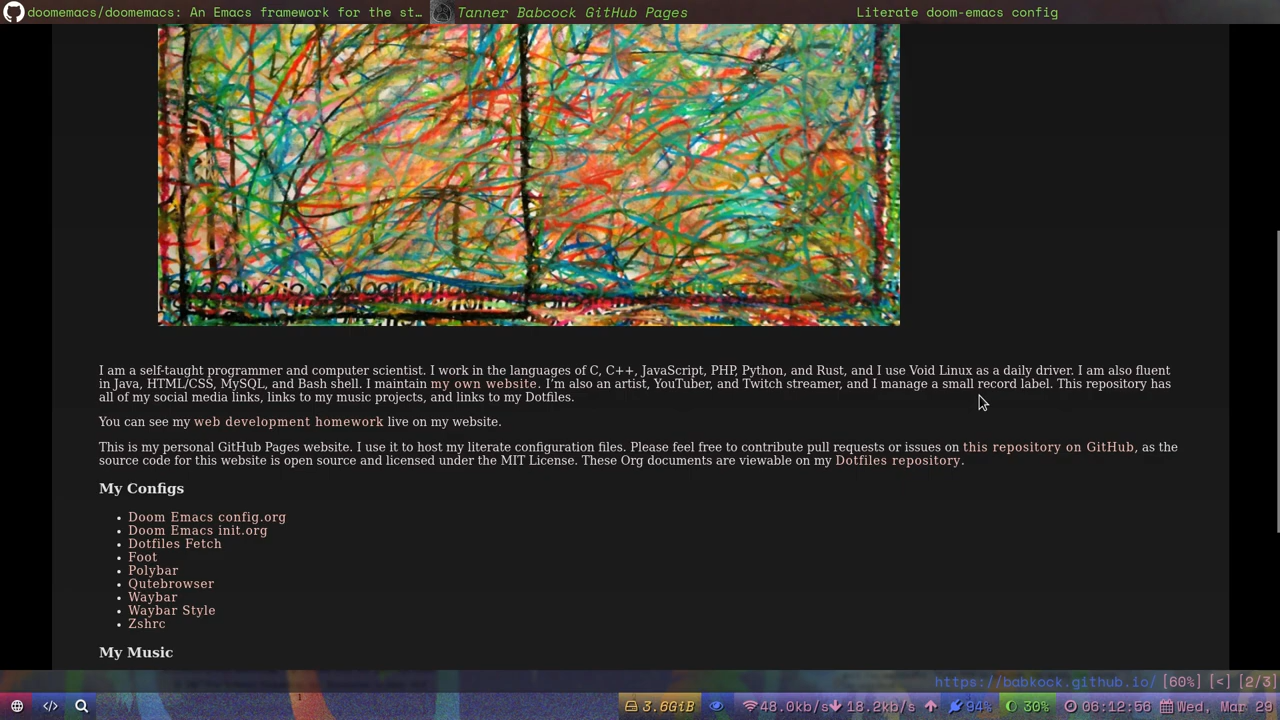 doomemacs/doomemacs: An Emacs framework for the st…
Tanner Babcock GitHub Pages
Literate doom-emacs config
I am a self-taught programmer and computer scientist. I work in the languages of C, C++, JavaScript, PHP, Python, and Rust, and I use Void Linux as a daily driver. I am also fluent
in Java, HTML/CSS, MySQL, and Bash shell. I maintain my own website. I’m also an artist, YouTuber, and Twitch streamer, and I manage a small record label. This repository has
all of my social media links, links to my music projects, and links to my Dotfiles.
You can see my web development homework live on my website.
This is my personal GitHub Pages website. I use it to host my literate configuration files. Please feel free to contribute pull requests or issues on this repository on GitHub, as the
source code for this website is open source and licensed under the MIT License. These Org documents are viewable on my Dotfiles repository.
My Configs
• Doom Emacs config.org
• Doom Emacs init.org
• Dotfiles Fetch
• Foot
• Polybar
• Qutebrowser
• Waybar
• Waybar Style
• Zshrc
My Music
https://babkock.github.io/ [60%] [<] [2/3]
1
3.6GiB 48.0kb/s 18.2kb/s 94% 30% 06:12:56 Wed, Mar 29